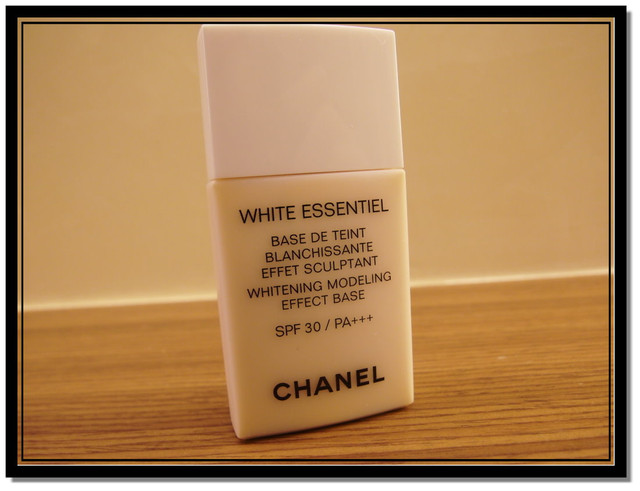 WHITE ESSENTIEL
BASE DE TEINT
BLANCHISSANTE
EFFET SCULPTANT
WHITENING MODELING
EFFECT BASE
SPF 30 / PA+++
CHANEL